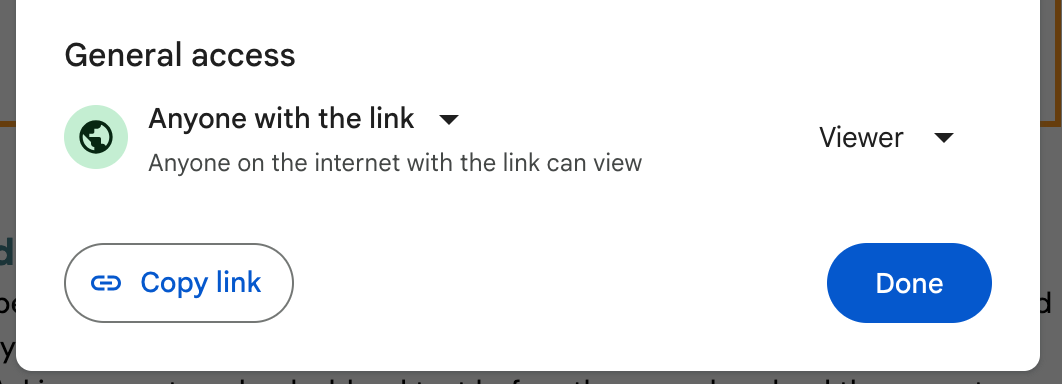 General access
Anyone with the link
Anyone on the internet with the link can view
Viewer
Copy link
Done